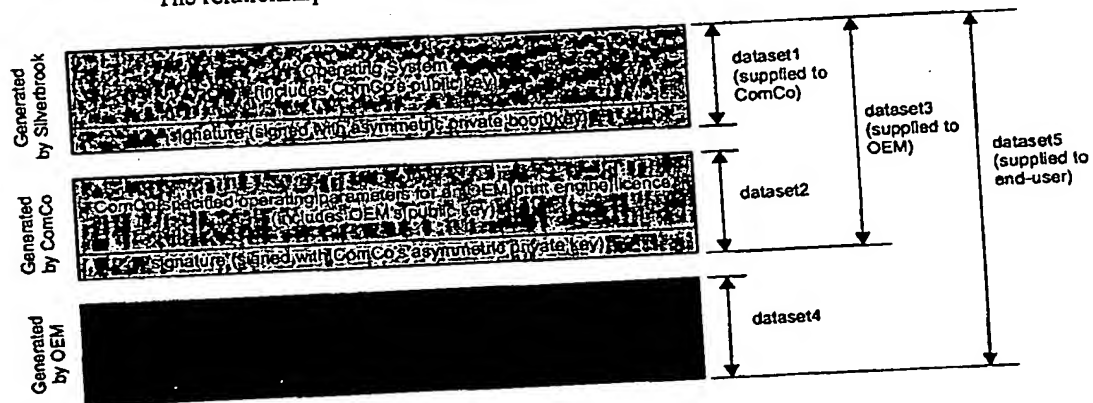 The relationship
Generated
by Silverbrook
Operating System
(includes ComCo's public key)
signature (signed with asymmetric private boot0key)
dataset1
(supplied to
ComCo)
dataset3
(supplied to
OEM)
dataset5
(supplied to
end-user)
Generated
by ComCo
ComCo specified operating parameters for an OEM print engine licence
(includes OEM's public key)
signature (signed with ComCo's asymmetric private key)
dataset2
Generated
by OEM
dataset4